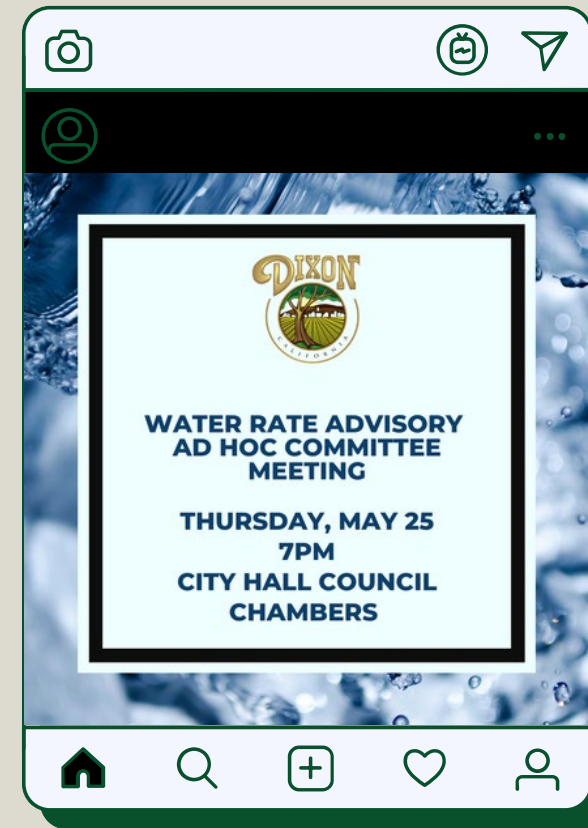 DIXON
CALIFORNIA
WATER RATE ADVISORY
AD HOC COMMITTEE
MEETING
THURSDAY, MAY 25
7PM
CITY HALL COUNCIL
CHAMBERS